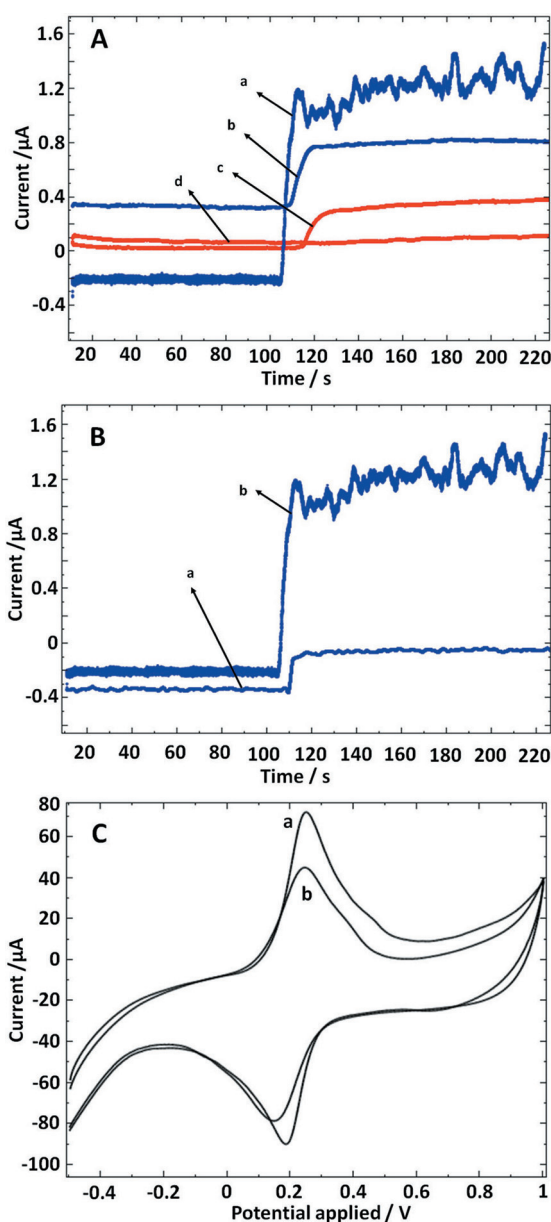 A
1.6
1.2
0.8
0.4
0
-0.4
Current /µA
a
b
c
d
20 40 60 80 100 120 140 160 180 200 220
Time / s
B
1.6
1.2
0.8
0.4
0
-0.4
Current /µA
b
a
20 40 60 80 100 120 140 160 180 200 220
Time / s
C
80
60
40
20
0
-20
-40
-60
-80
-100
Current /µA
a
b
-0.4 -0.2 0 0.2 0.4 0.6 0.8 1
Potential applied / V